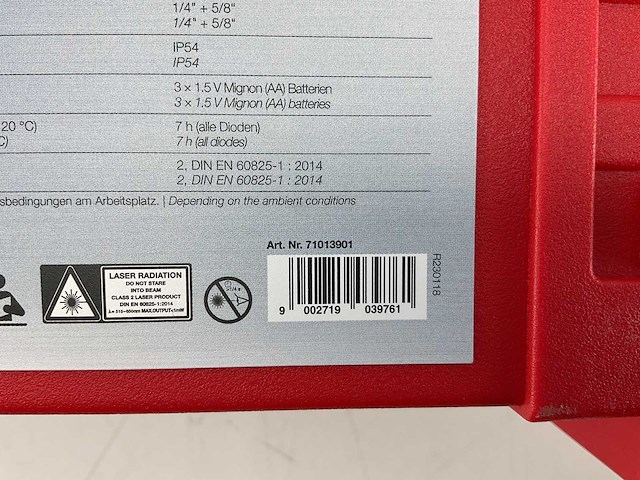 1/4" + 5/8"
1/4" + 5/8"
IP54
IP54
3 × 1.5 V Mignon (AA) Batterien
3 × 1.5 V Mignon (AA) batteries
20 °C) 7 h (alle Dioden)
C) 7 h (all diodes)
2, DIN EN 60825-1 : 2014
2, DIN EN 60825-1 : 2014
sbedingungen am Arbeitsplatz. | Depending on the ambient conditions
Art. Nr. 71013901
LASER RADIATION
DO NOT STARE
INTO BEAM
CLASS 2 LASER PRODUCT
DIN EN 60825-1:2014
MAX.OUTPUT<1mW
9 002719 039761
R230118